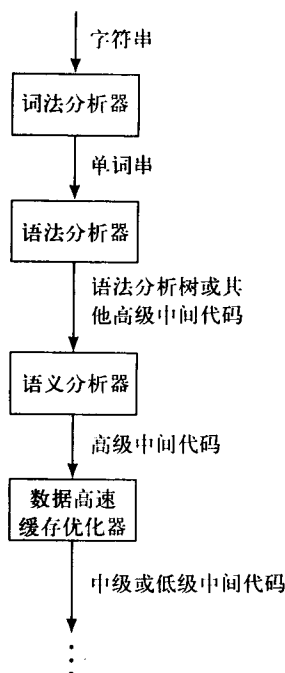 字符串
词法分析器
单词串
语法分析器
语法分析树或其
他高级中间代码
语义分析器
高级中间代码
数据高速
缓存优化器
中级或低级中间代码